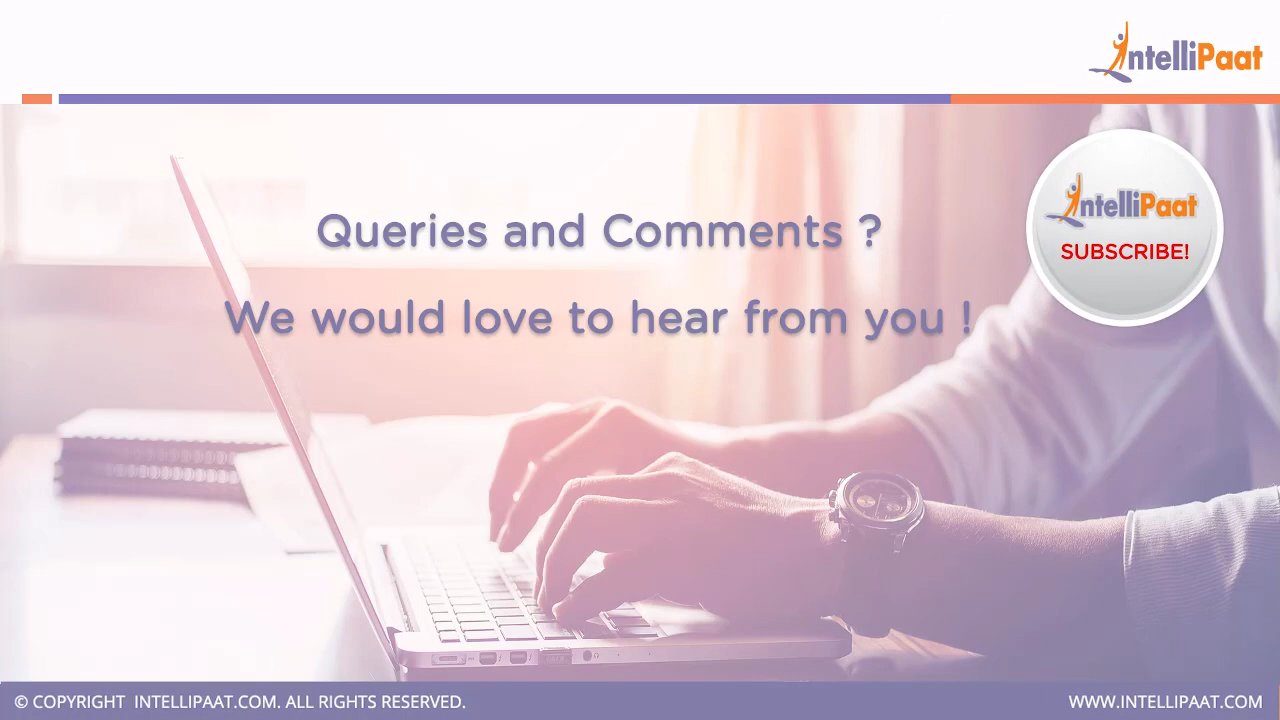 IntelliPaat
Queries and Comments ?
We would love to hear from you !
IntelliPaat
SUBSCRIBE!
© COPYRIGHT INTELLIPAAT.COM. ALL RIGHTS RESERVED.
WWW.INTELLIPAAT.COM